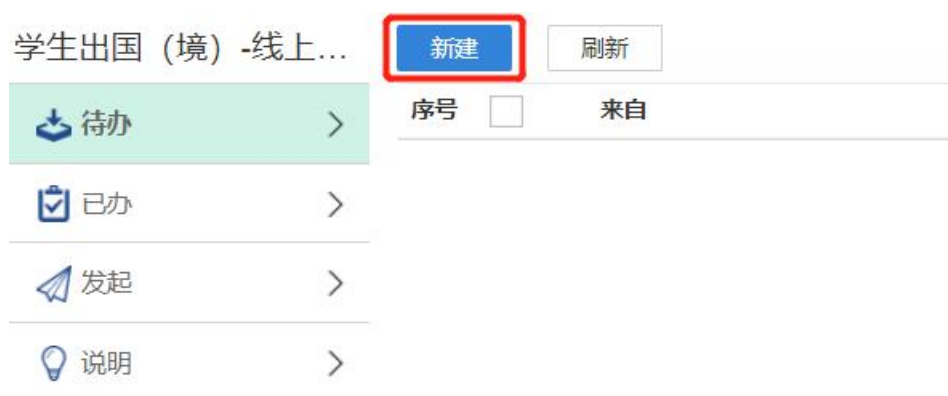 学生出国（境）-线上...
新建
刷新
序号
来自
待办
已办
发起
说明